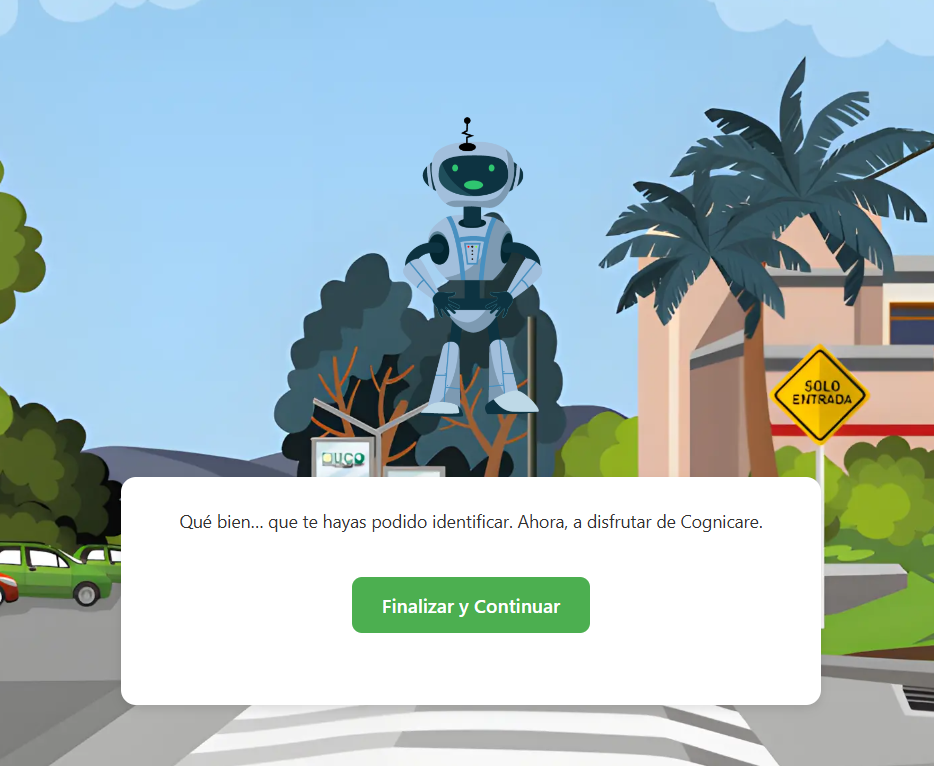 SOLO
ENTRADA
UCO
Qué bien... que te hayas podido identificar. Ahora, a disfrutar de Cognicare.
Finalizar y Continuar